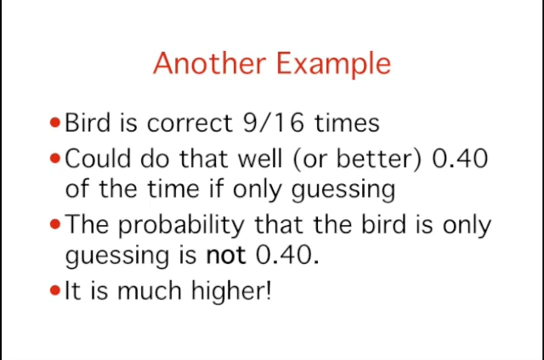 Another Example
•Bird is correct 9/16 times
•Could do that well (or better) 0.40
of the time if only guessing
•The probability that the bird is only
guessing is not 0.40.
•It is much higher!